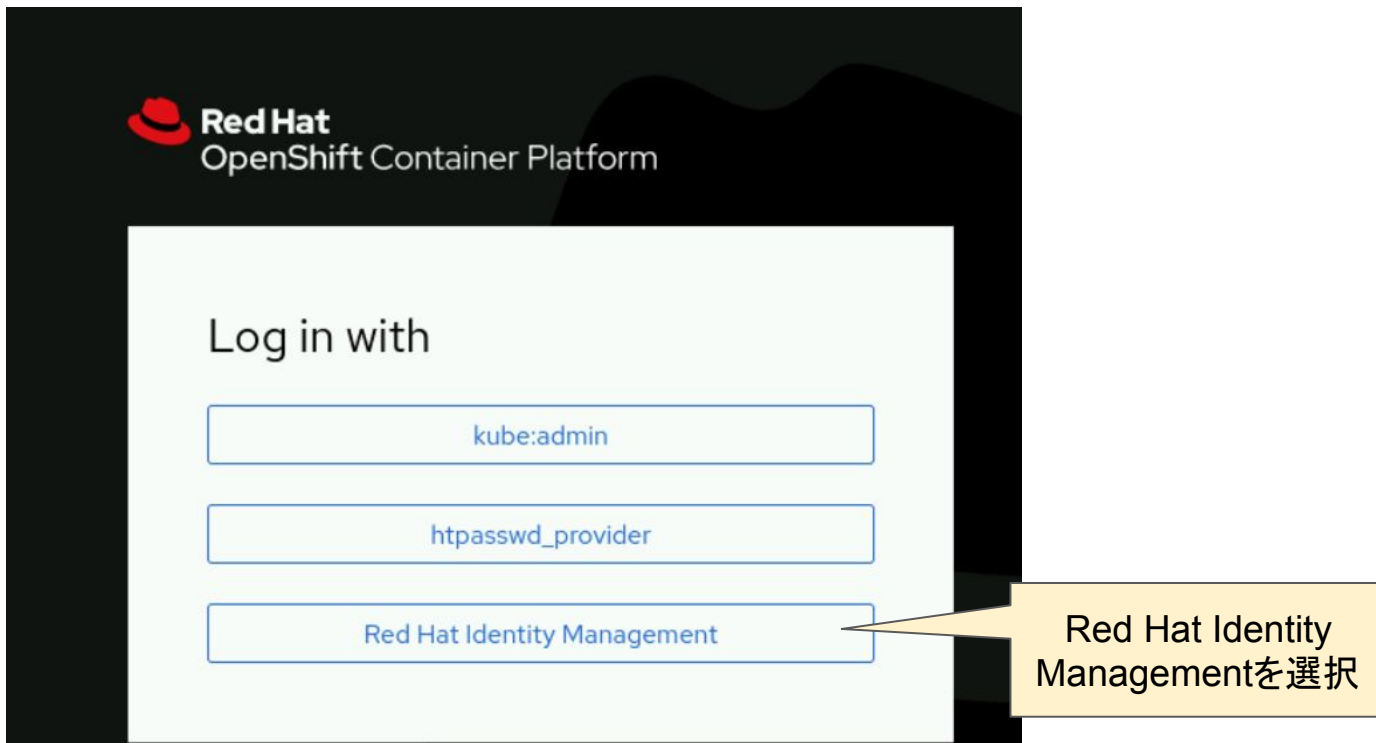 Red Hat
OpenShift Container Platform
Log in with
kube:admin
htpasswd_provider
Red Hat Identity Management
Red Hat Identity
Managementを選択